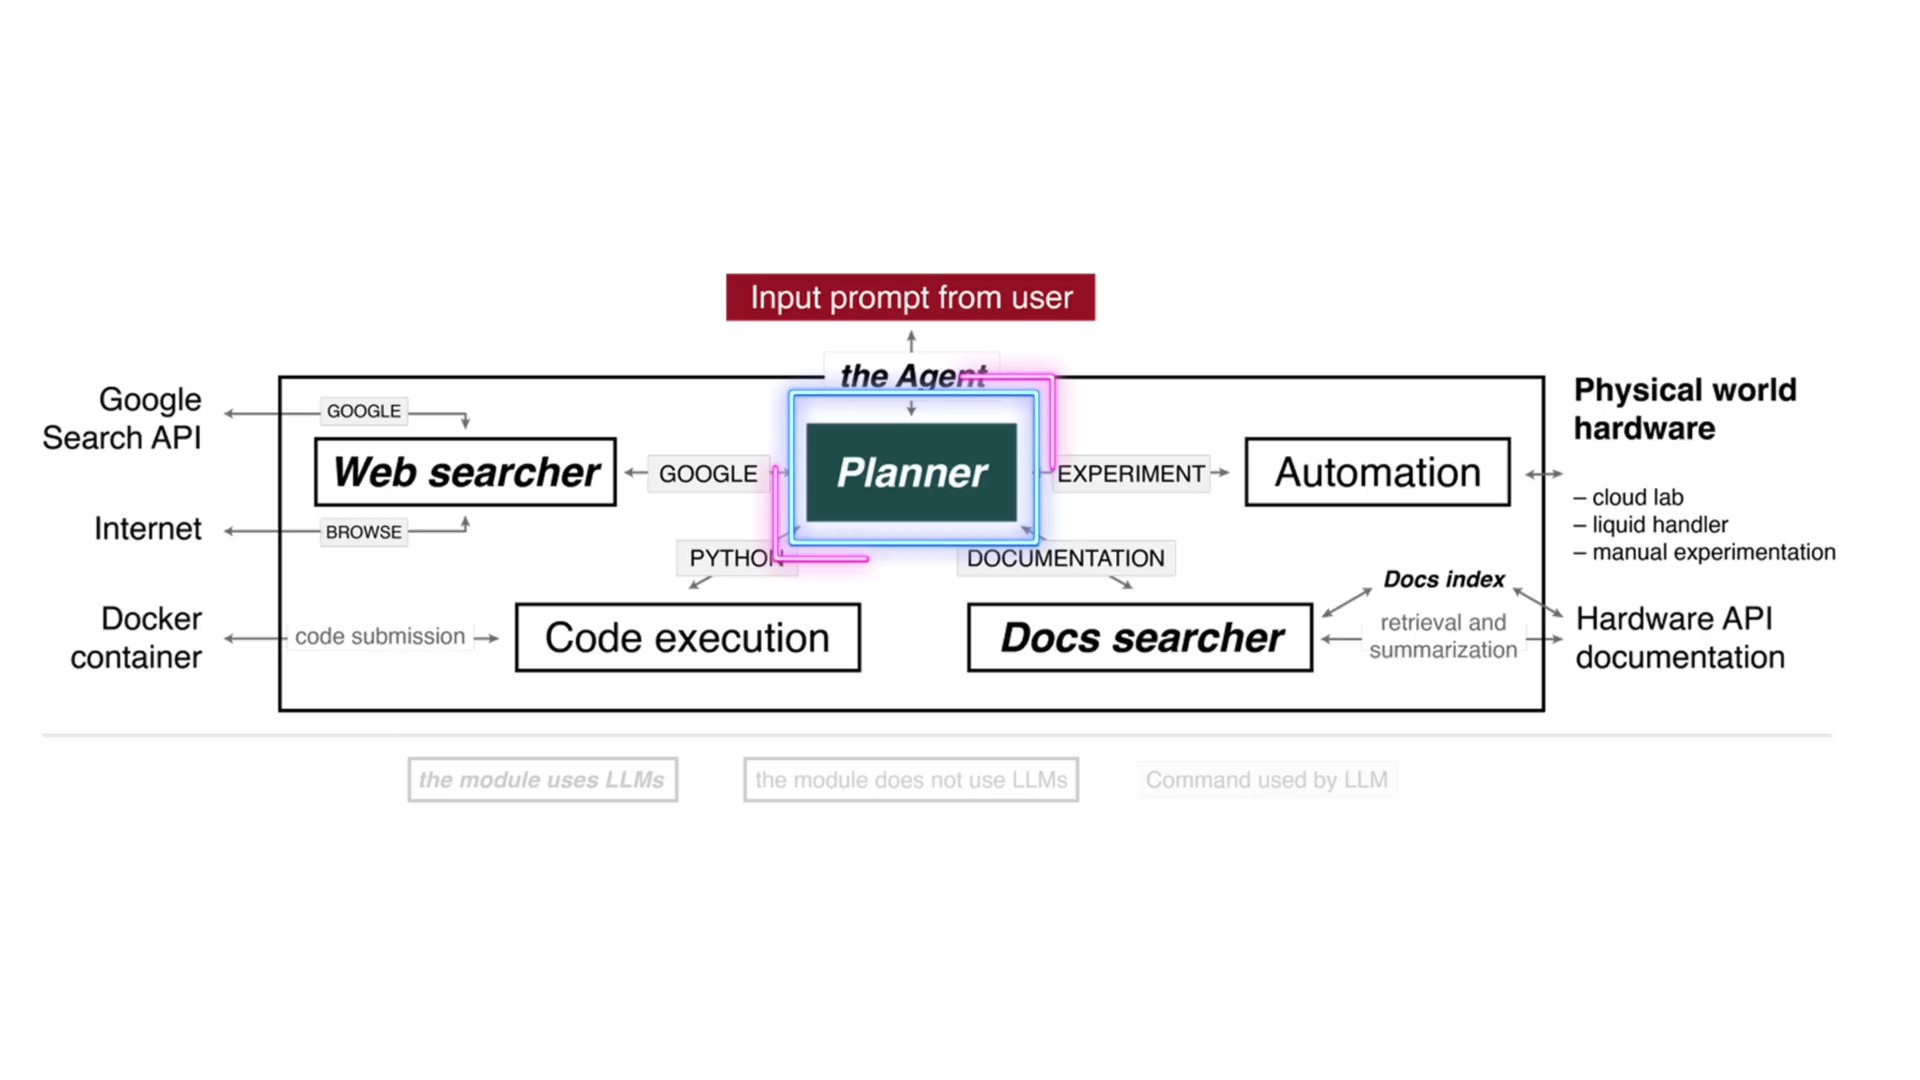 Input prompt from user
the Agent
Google
Search API
GOOGLE
Web searcher
GOOGLE
Planner
EXPERIMENT
Automation
Physical world
hardware
– cloud lab
– liquid handler
– manual experimentation
Internet
BROWSE
PYTHON
DOCUMENTATION
Docs index
Docker
container
code submission
Code execution
Docs searcher
retrieval and
summarization
Hardware API
documentation
the module uses LLMs
the module does not use LLMs
Command used by LLM